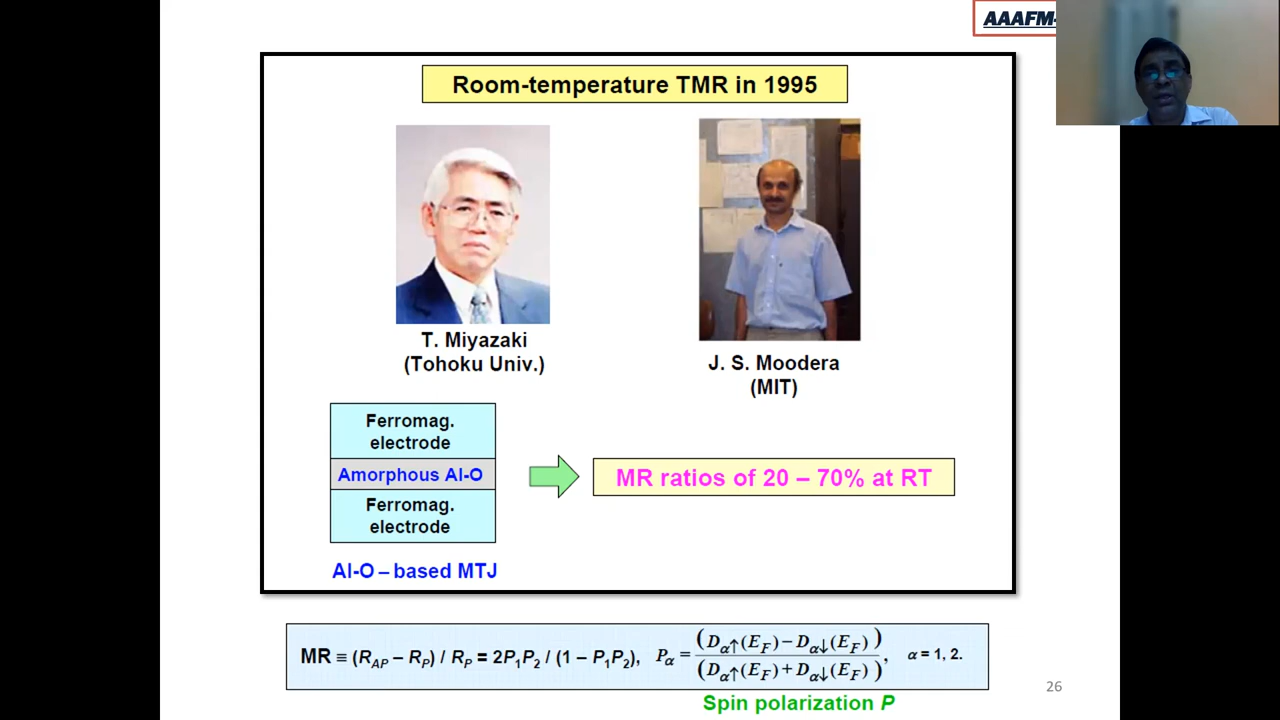 AAAFM-
Room-temperature TMR in 1995
T. Miyazaki
(Tohoku Univ.)
J. S. Moodera
(MIT)
Ferromag.
electrode
Amorphous Al-O
Ferromag.
electrode
MR ratios of 20 – 70% at RT
Al-O – based MTJ
MR ≡ (R_AP – R_P) / R_P = 2P₁P₂ / (1 – P₁P₂), P_α = (D_α↑(E_F) – D_α↓(E_F)) / (D_α↑(E_F) + D_α↓(E_F)), α = 1, 2.
Spin polarization P
26